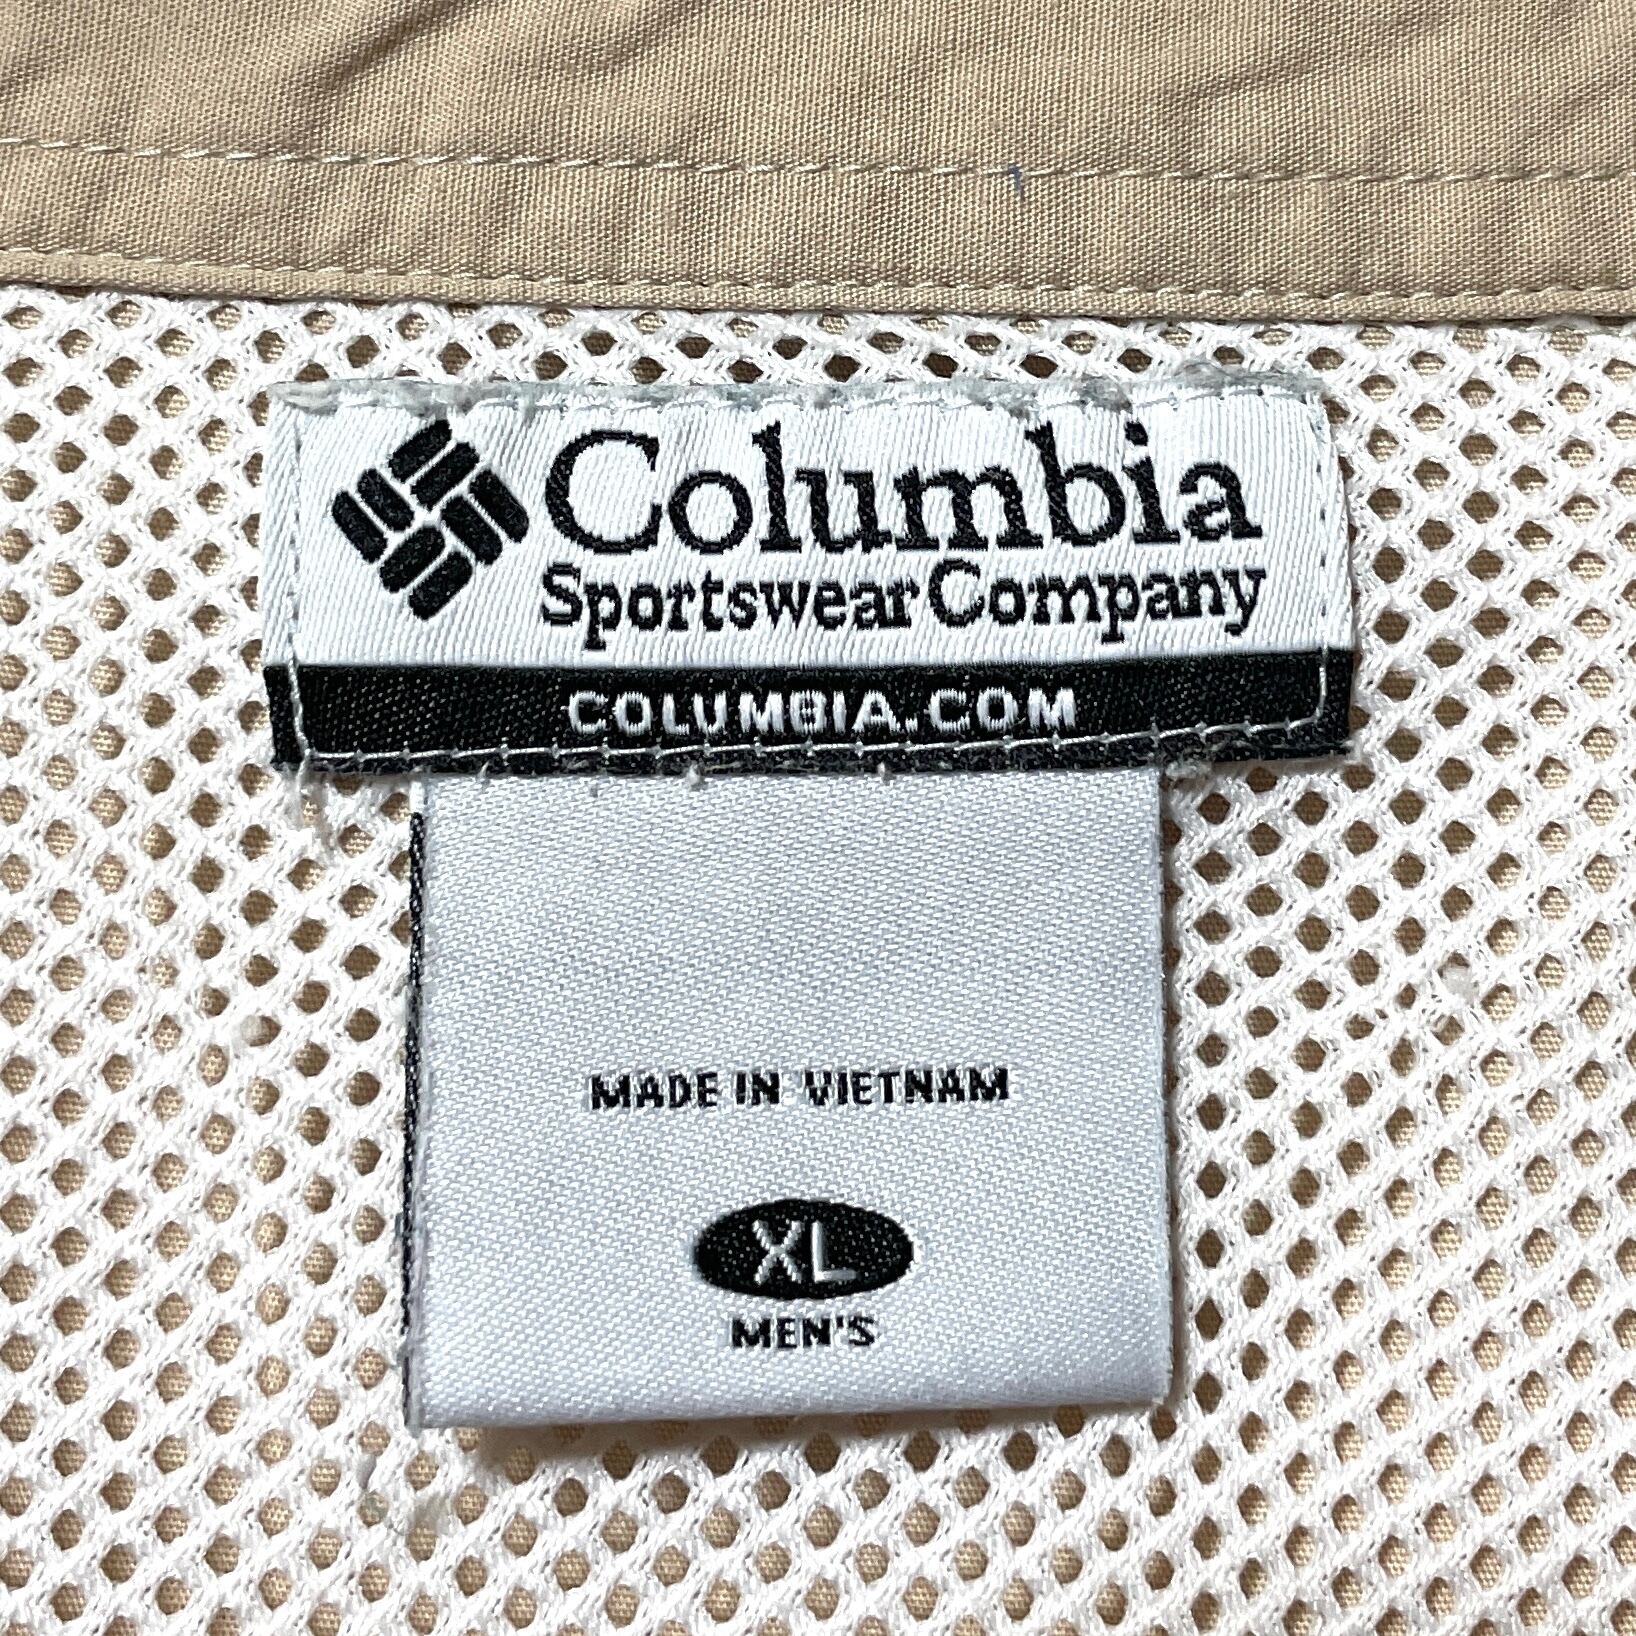 Columbia
Sportswear Company
COLUMBIA.COM
MADE IN VIETNAM
XL
MEN'S